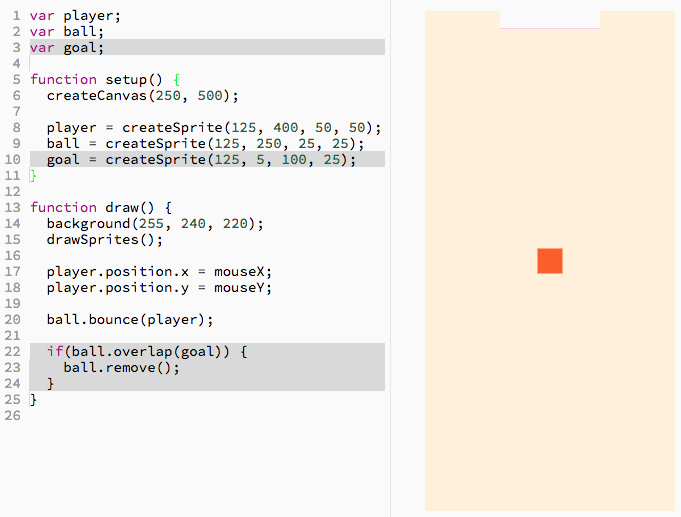 1 var player;
2 var ball;
3 var goal;
4
5 function setup() {
6   createCanvas(250, 500);
7
8   player = createSprite(125, 400, 50, 50);
9   ball = createSprite(125, 250, 25, 25);
10   goal = createSprite(125, 5, 100, 25);
11 }
12
13 function draw() {
14   background(255, 240, 220);
15   drawSprites();
16
17   player.position.x = mouseX;
18   player.position.y = mouseY;
19
20   ball.bounce(player);
21
22   if(ball.overlap(goal)) {
23     ball.remove();
24   }
25 }
26